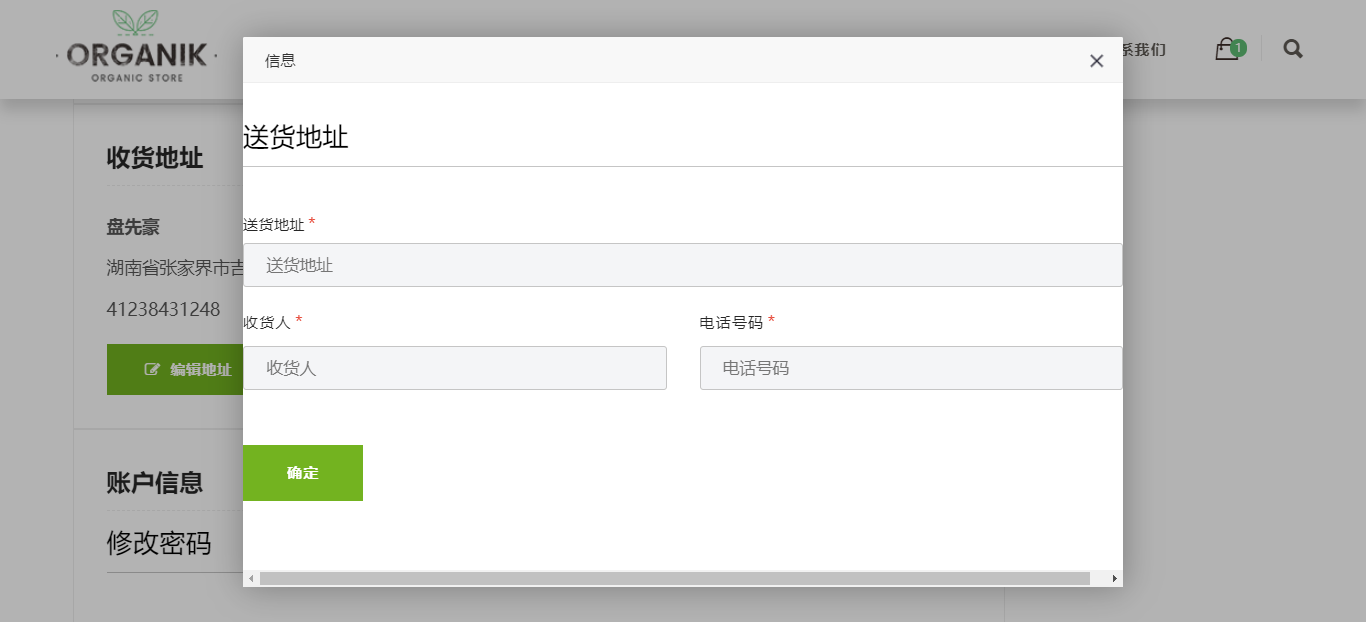 ORGANIK
ORGANIC STORE
系我们
1
信息
送货地址
送货地址 *
送货地址
收货人 *
电话号码 *
收货人
电话号码
确定
收货地址
盘先豪
湖南省张家界市吉
41238431248
编辑地址
账户信息
修改密码